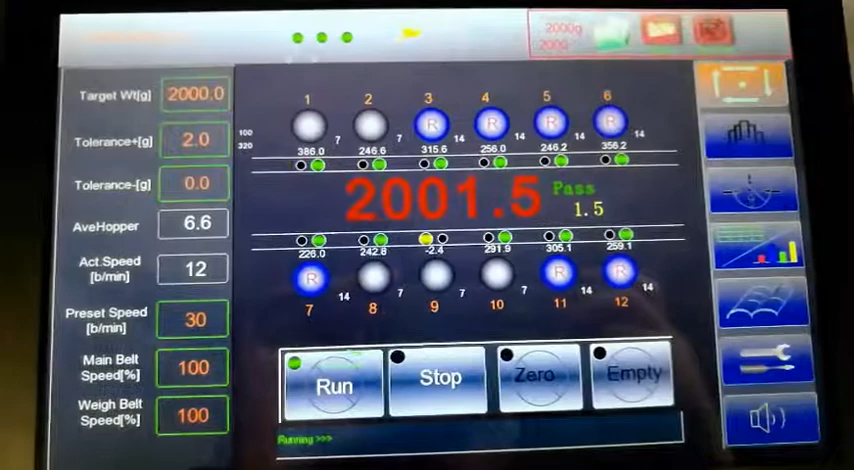 2000g
2000
Target Wt[g] 2000.0
Tolerance+[g] 2.0
Tolerance-[g] 0.0
AveHopper 6.6
Act.Speed
[b/min] 12
Preset Speed
[b/min] 30
Main Belt
Speed[%] 100
Weigh Belt
Speed[%] 100
1 2 3 4 5 6
R R R R
100
320
7 7 14 14 14 14
386.0 246.6 315.6 256.0 246.2 356.2
2001.5 Pass
1.5
226.0 242.8 -2.4 291.9 305.1 259.1
R R R
14 7 7 7 14 14
7 8 9 10 11 12
Run Stop Zero Empty
Running >>>